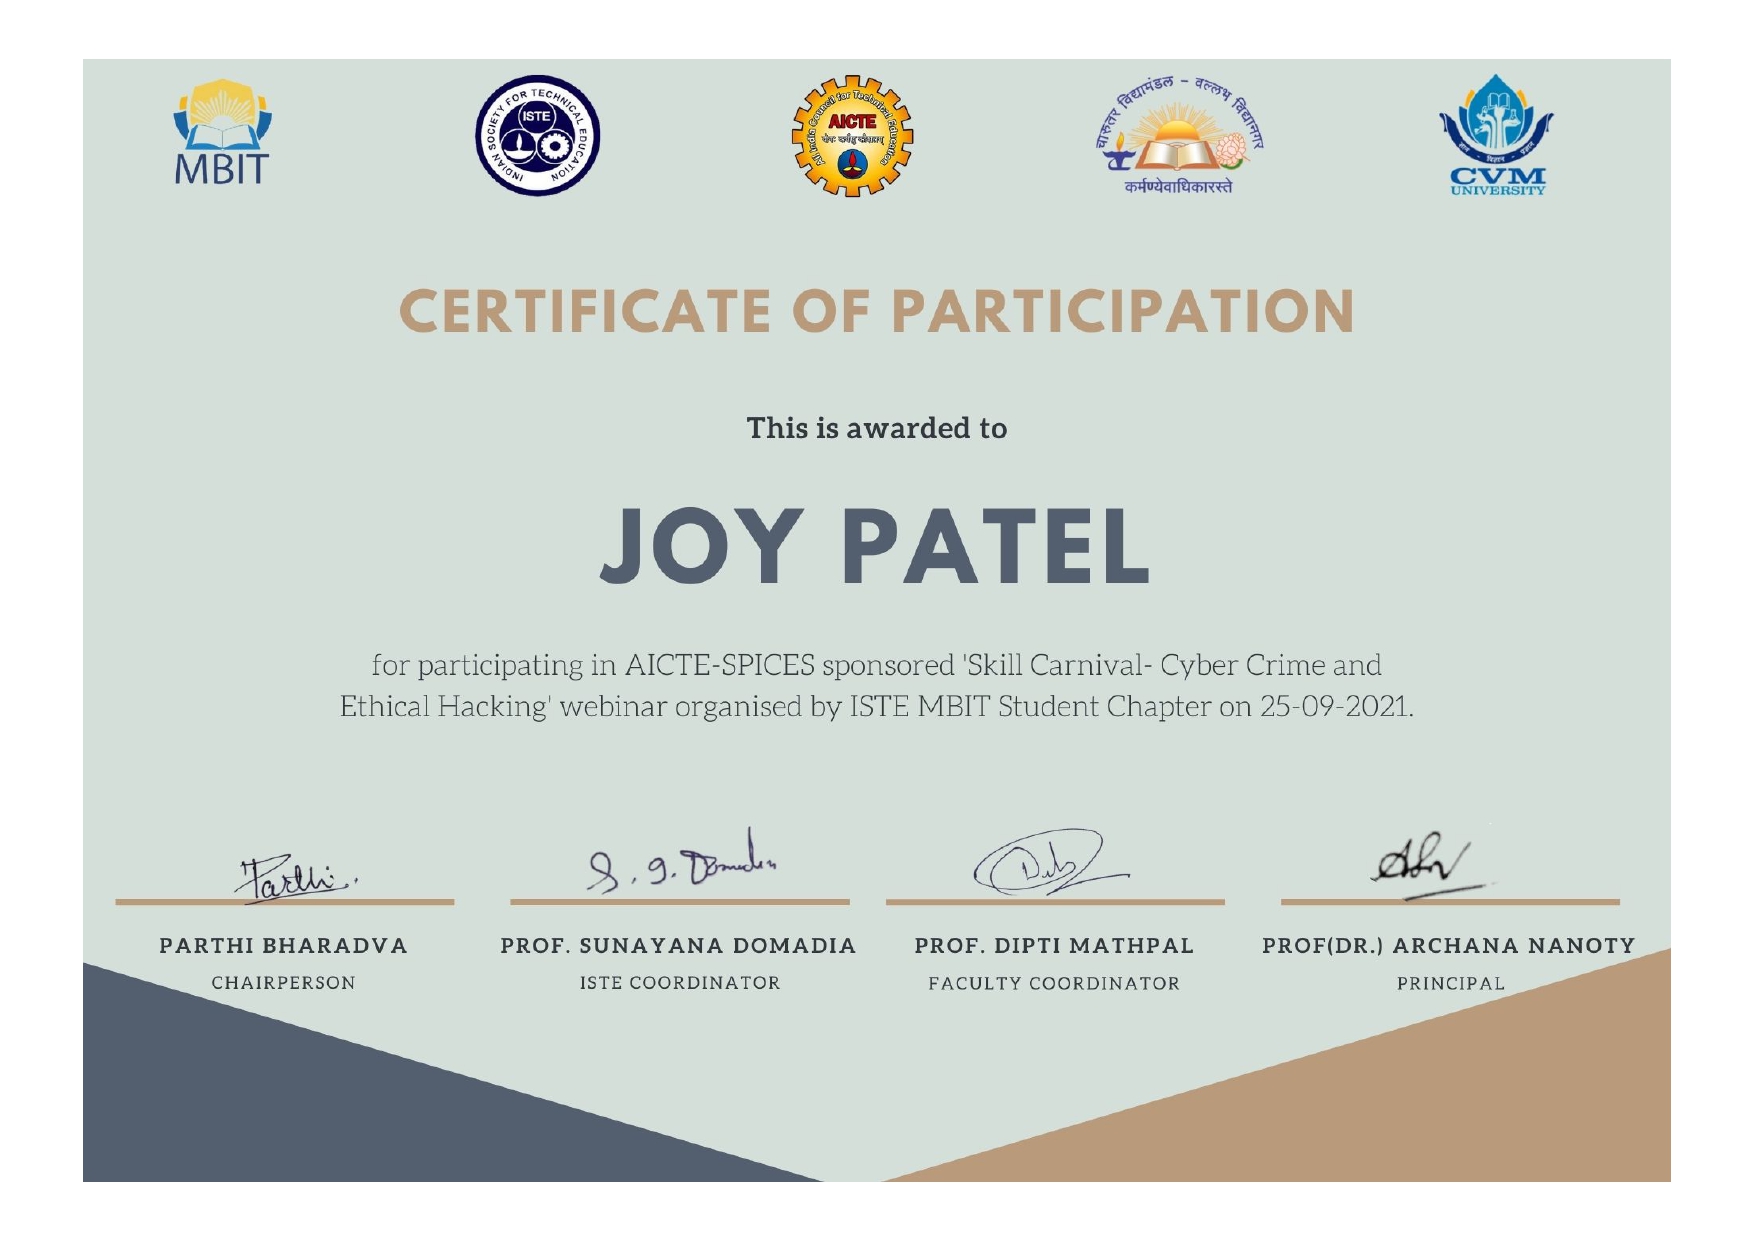 MBIT
INDIAN SOCIETY FOR TECHNICAL EDUCATION
ISTE
All India Council for Technical Education
AICTE
योगः कर्मसु कौशलम्
चारुतर विद्यामंडल - वल्लभ विद्यानगर
कर्मण्येवाधिकारस्ते
CVM
UNIVERSITY
CERTIFICATE OF PARTICIPATION
This is awarded to
JOY PATEL
for participating in AICTE-SPICES sponsored 'Skill Carnival- Cyber Crime and
Ethical Hacking' webinar organised by ISTE MBIT Student Chapter on 25-09-2021.
Parthi.
S. G. Domadia
PARTHI BHARADVA
CHAIRPERSON
PROF. SUNAYANA DOMADIA
ISTE COORDINATOR
PROF. DIPTI MATHPAL
FACULTY COORDINATOR
PROF(DR.) ARCHANA NANOTY
PRINCIPAL